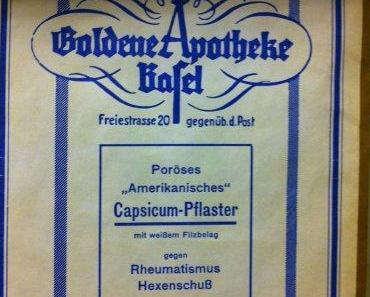 Goldene Apotheke
Basel
Freiestrasse 20 gegenüb. d. Post
Poröses
„Amerikanisches“
Capsicum-Pflaster
mit weißem Filzbelag
gegen
Rheumatismus
Hexenschuß